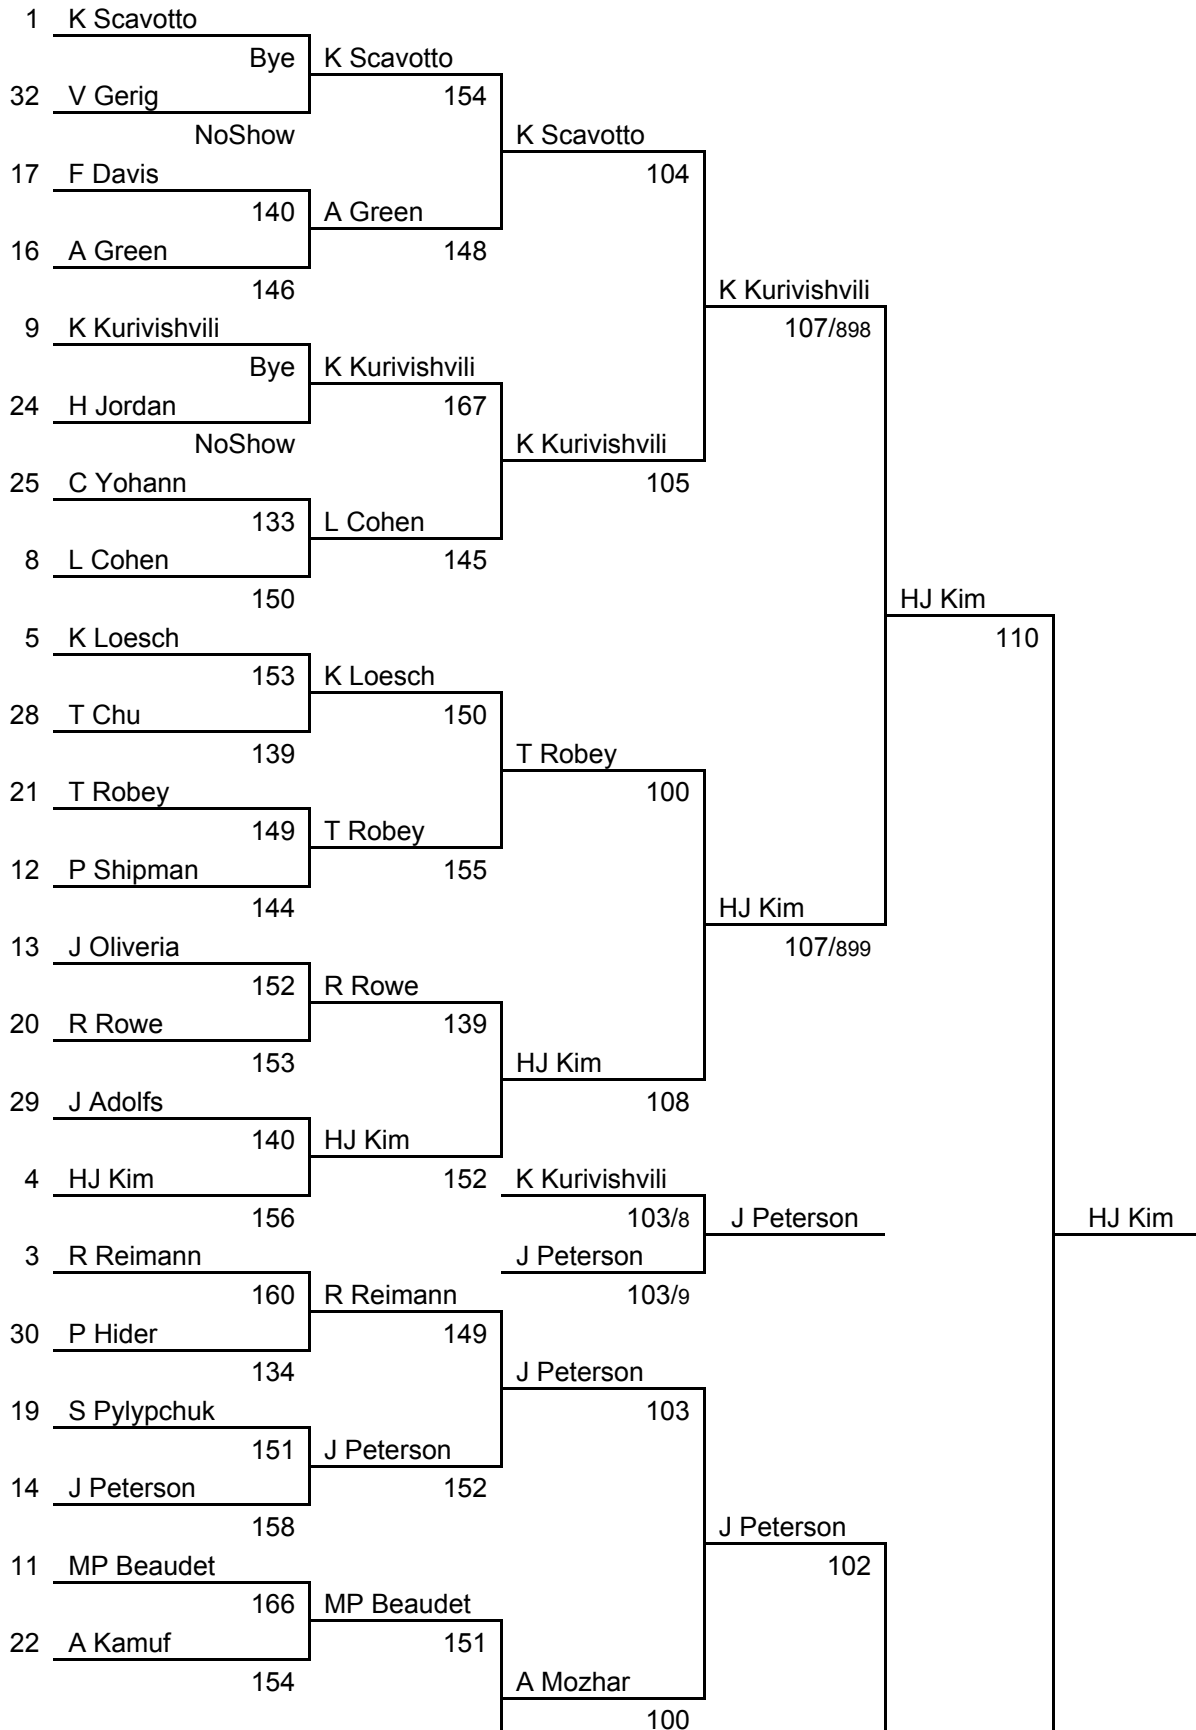 1 K Scavotto
Bye K Scavotto
32 V Gerig 154
NoShow K Scavotto
17 F Davis 104
140 A Green
16 A Green 148
146 K Kurivishvili
9 K Kurivishvili 107/898
Bye K Kurivishvili
24 H Jordan 167
NoShow K Kurivishvili
25 C Yohann 105
133 L Cohen
8 L Cohen 145
150 HJ Kim
5 K Loesch 110
153 K Loesch
28 T Chu 150
139 T Robey
21 T Robey 100
149 T Robey
12 P Shipman 155
144 HJ Kim
13 J Oliveria 107/899
152 R Rowe
20 R Rowe 139
153 HJ Kim
29 J Adolfs 108
140 HJ Kim
4 HJ Kim 152 K Kurivishvili
156 103/8 J Peterson HJ Kim
3 R Reimann J Peterson
160 R Reimann 103/9
30 P Hider 149
134 J Peterson
19 S Pylypchuk 103
151 J Peterson
14 J Peterson 152
158 J Peterson
11 MP Beaudet 102
166 MP Beaudet
22 A Kamuf 151
154 A Mozhar
100